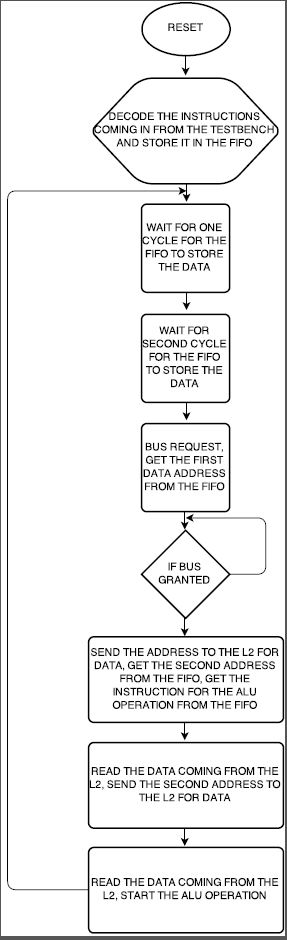 RESET
DECODE THE INSTRUCTIONS
COMING IN FROM THE TESTBENCH
AND STORE IT IN THE FIFO
WAIT FOR ONE
CYCLE FOR THE
FIFO TO STORE
THE DATA
WAIT FOR
SECOND CYCLE
FOR THE FIFO
TO STORE THE
DATA
BUS REQUEST,
GET THE FIRST
DATA ADDRESS
FROM THE FIFO
IF BUS
GRANTED
SEND THE ADDRESS TO THE L2 FOR
DATA, GET THE SECOND ADDRESS
FROM THE FIFO, GET THE
INSTRUCTION FOR THE ALU
OPERATION FROM THE FIFO
READ THE DATA COMING FROM THE
L2, SEND THE SECOND ADDRESS TO
THE L2 FOR DATA
READ THE DATA COMING FROM THE
L2, START THE ALU OPERATION